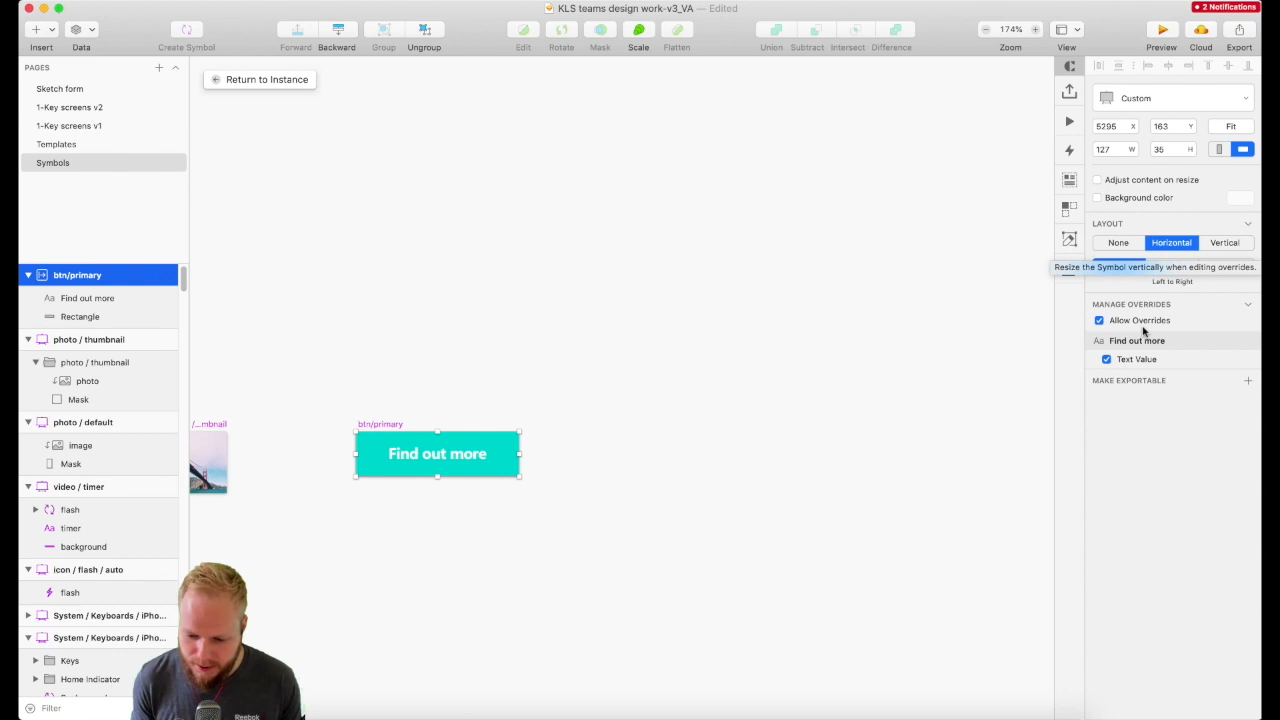 KLS teams design work-v3_VA — Edited
2 Notifications
Insert
Data
Create Symbol
Forward
Backward
Group
Ungroup
Edit
Rotate
Mask
Scale
Flatten
Union
Subtract
Intersect
Difference
174%
Zoom
View
Preview
Cloud
Export
PAGES
Sketch form
1-Key screens v2
1-Key screens v1
Templates
Symbols
btn/primary
Aa Find out more
Rectangle
photo / thumbnail
photo / thumbnail
photo
Mask
photo / default
image
Mask
video / timer
flash
Aa timer
background
icon / flash / auto
flash
System / Keyboards / iPho...
System / Keyboards / iPho...
Keys
Home Indicator
Filter
Return to Instance
/...mbnail
btn/primary
Find out more
Reebok
Custom
5295 X
163 Y
Fit
127 W
35 H
Adjust content on resize
Background color
LAYOUT
None
Horizontal
Vertical
Resize the Symbol vertically when editing overrides.
Left to Right
MANAGE OVERRIDES
Allow Overrides
Aa Find out more
Text Value
MAKE EXPORTABLE